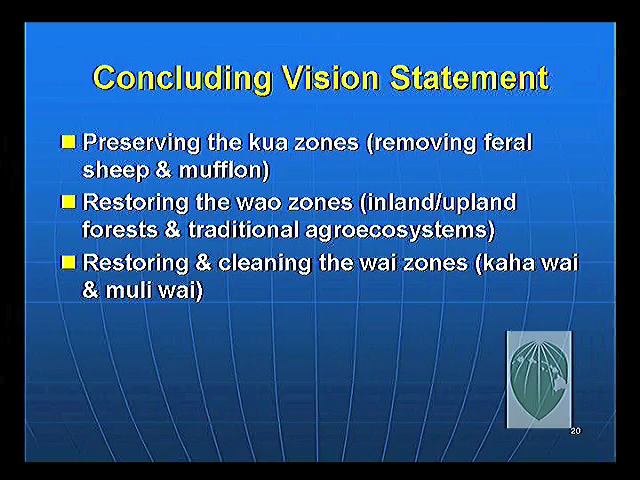 Concluding Vision Statement
Preserving the kua zones (removing feral
sheep & mufflon)
Restoring the wao zones (inland/upland
forests & traditional agroecosystems)
Restoring & cleaning the wai zones (kaha wai
& muli wai)
20